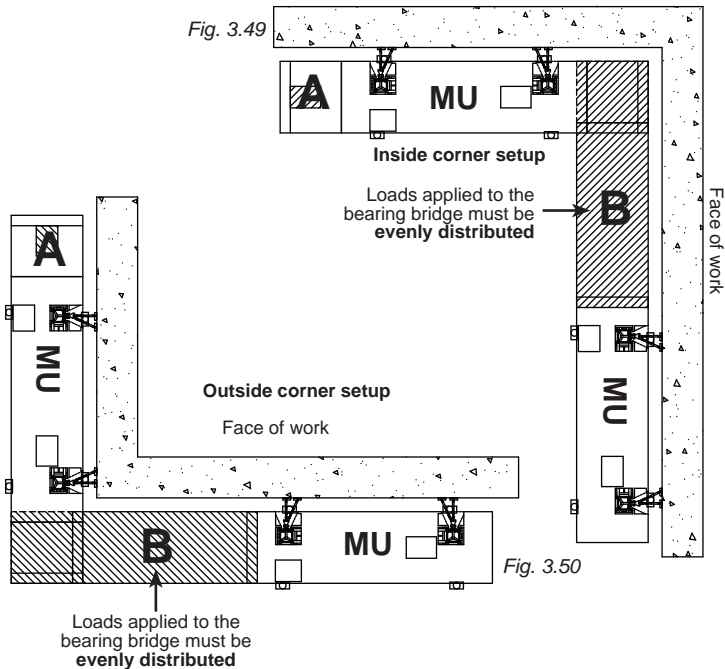 Fig. 3.49
A
MU
Inside corner setup
Loads applied to the
bearing bridge must be
evenly distributed
B
Face of work
MU
A
MU
Outside corner setup
Face of work
B
MU
Fig. 3.50
Loads applied to the
bearing bridge must be
evenly distributed